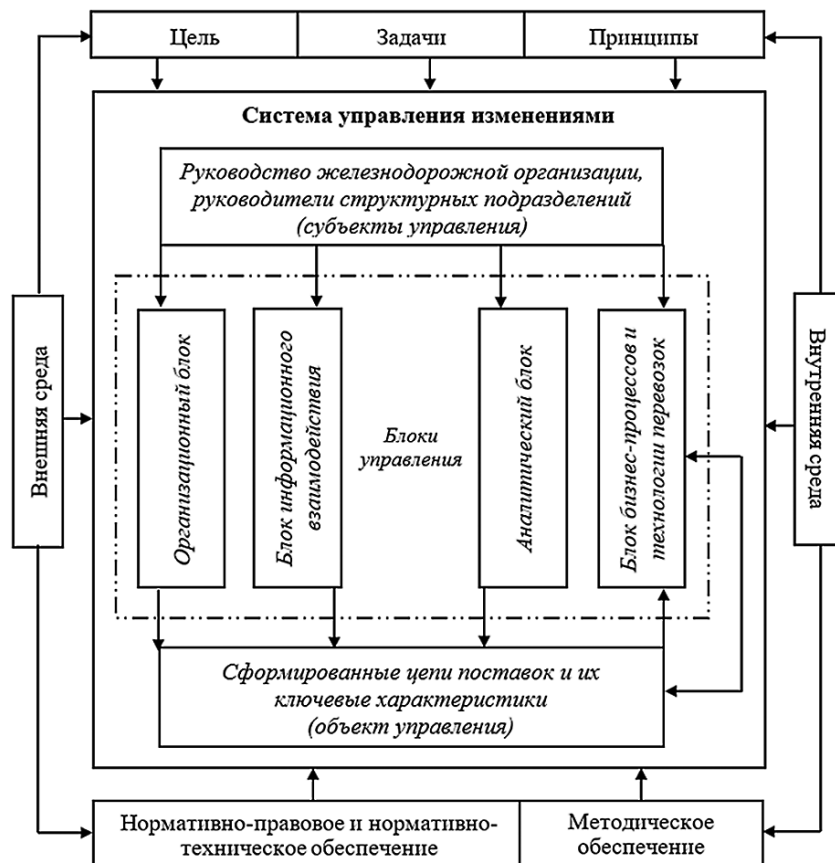 Цель
Задачи
Принципы
Система управления изменениями
Руководство железнодорожной организации,
руководители структурных подразделений
(субъекты управления)
Внешняя среда
Организационный блок
Блок информационного
взаимодействия
Блоки
управления
Аналитический блок
Блок бизнес-процессов и
технологии перевозок
Внутренняя среда
Сформированные цепи поставок и их
ключевые характеристики
(объект управления)
Нормативно-правовое и нормативно-
техническое обеспечение
Методическое
обеспечение